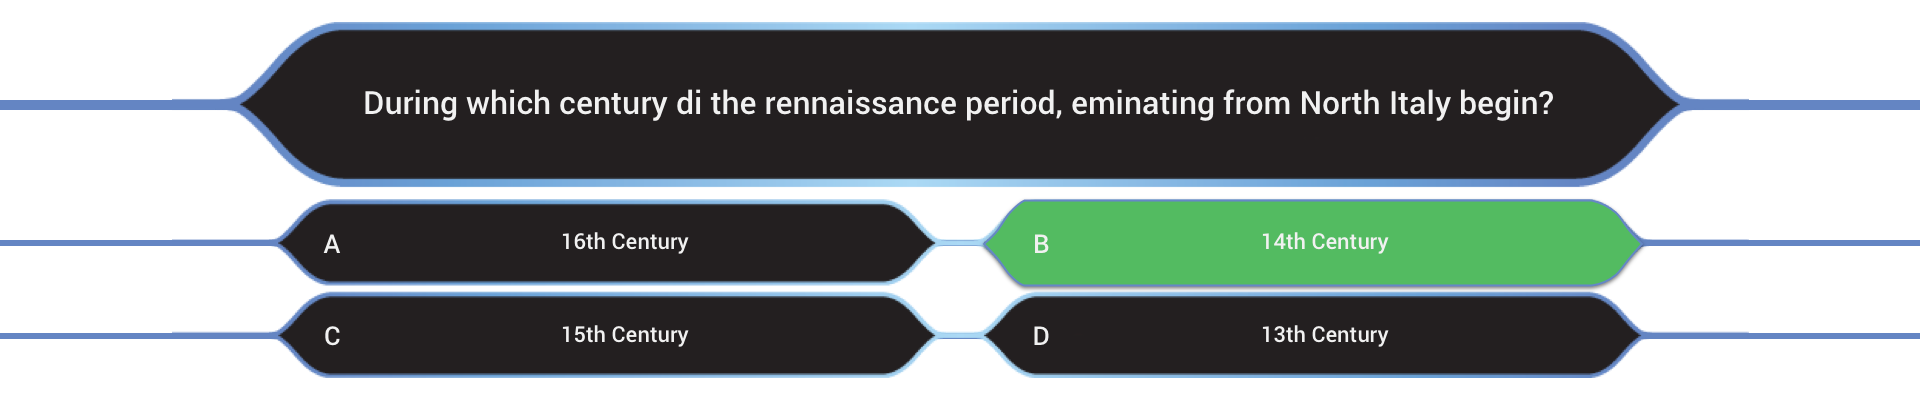 During which century di the rennaissance period, eminating from North Italy begin?
A 16th Century
B 14th Century
C 15th Century
D 13th Century